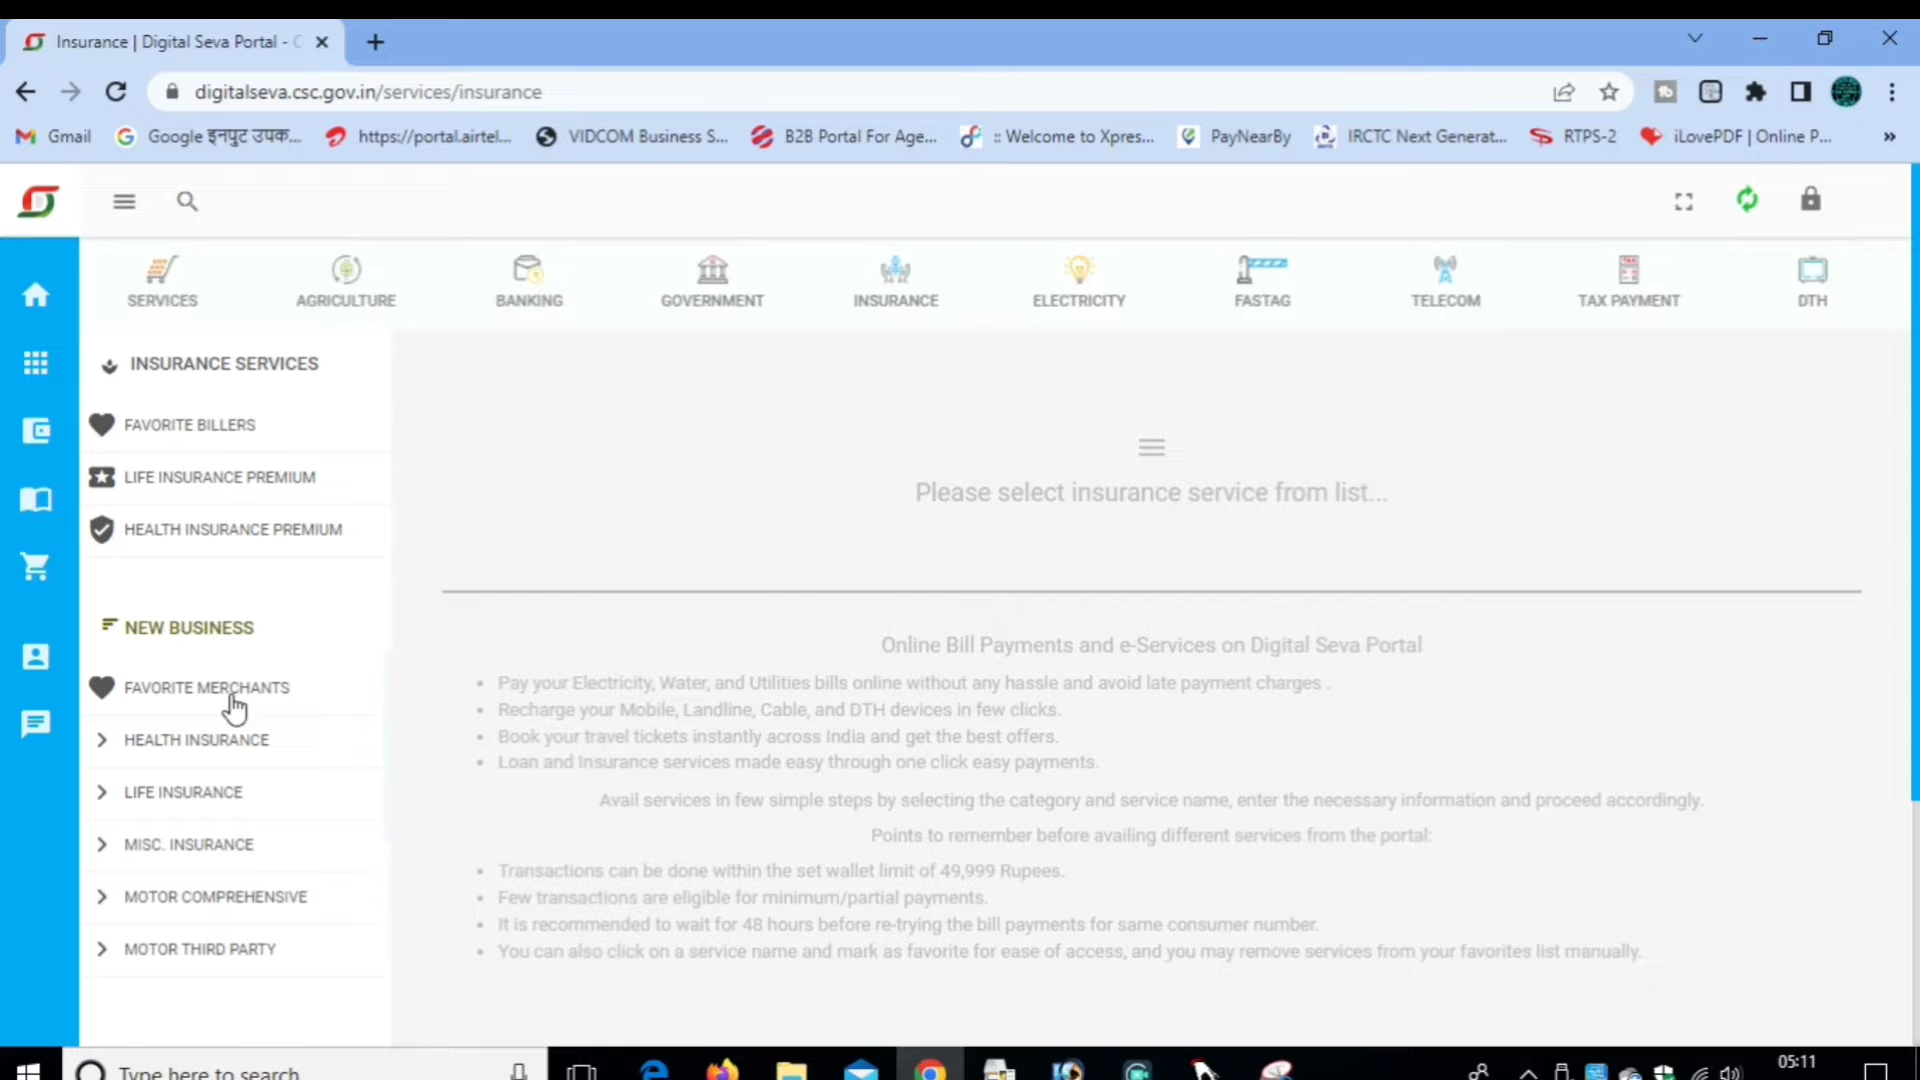 Insurance | Digital Seva Portal - C
digitalseva.csc.gov.in/services/insurance
Gmail
Google इनपुट उपक...
https://portal.airtel...
VIDCOM Business S...
B2B Portal For Age...
:: Welcome to Xpres...
PayNearBy
IRCTC Next Generat...
RTPS-2
iLovePDF | Online P...
»
SERVICES
AGRICULTURE
BANKING
GOVERNMENT
INSURANCE
ELECTRICITY
FASTAG
TELECOM
TAX PAYMENT
DTH
INSURANCE SERVICES
FAVORITE BILLERS
LIFE INSURANCE PREMIUM
HEALTH INSURANCE PREMIUM
NEW BUSINESS
FAVORITE MERCHANTS
HEALTH INSURANCE
LIFE INSURANCE
MISC. INSURANCE
MOTOR COMPREHENSIVE
MOTOR THIRD PARTY
Please select insurance service from list...
Online Bill Payments and e-Services on Digital Seva Portal
• Pay your Electricity, Water, and Utilities bills online without any hassle and avoid late payment charges .
• Recharge your Mobile, Landline, Cable, and DTH devices in few clicks.
• Book your travel tickets instantly across India and get the best offers.
• Loan and Insurance services made easy through one click easy payments.
Avail services in few simple steps by selecting the category and service name, enter the necessary information and proceed accordingly.
Points to remember before availing different services from the portal:
• Transactions can be done within the set wallet limit of 49,999 Rupees.
• Few transactions are eligible for minimum/partial payments.
• It is recommended to wait for 48 hours before re-trying the bill payments for same consumer number.
• You can also click on a service name and mark as favorite for ease of access, and you may remove services from your favorites list manually.
Type here to search
05:11